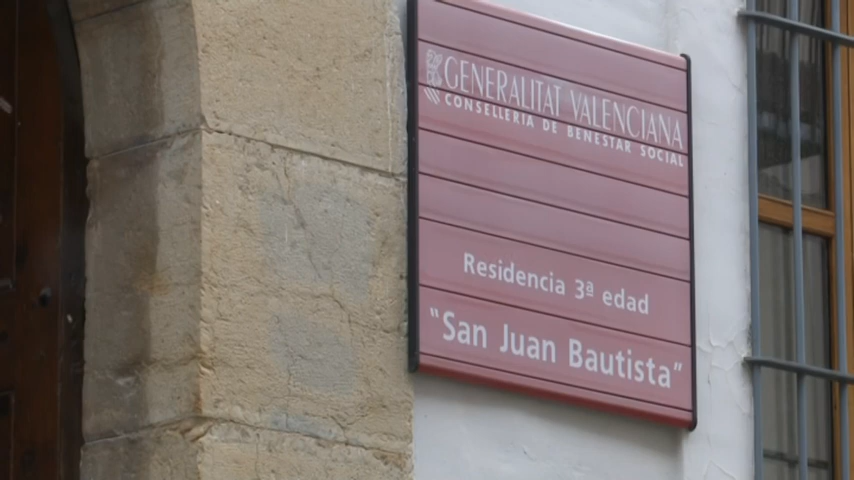 GENERALITAT VALENCIANA
CONSELLERIA DE BENESTAR SOCIAL
Residencia 3ª edad
"San Juan Bautista"